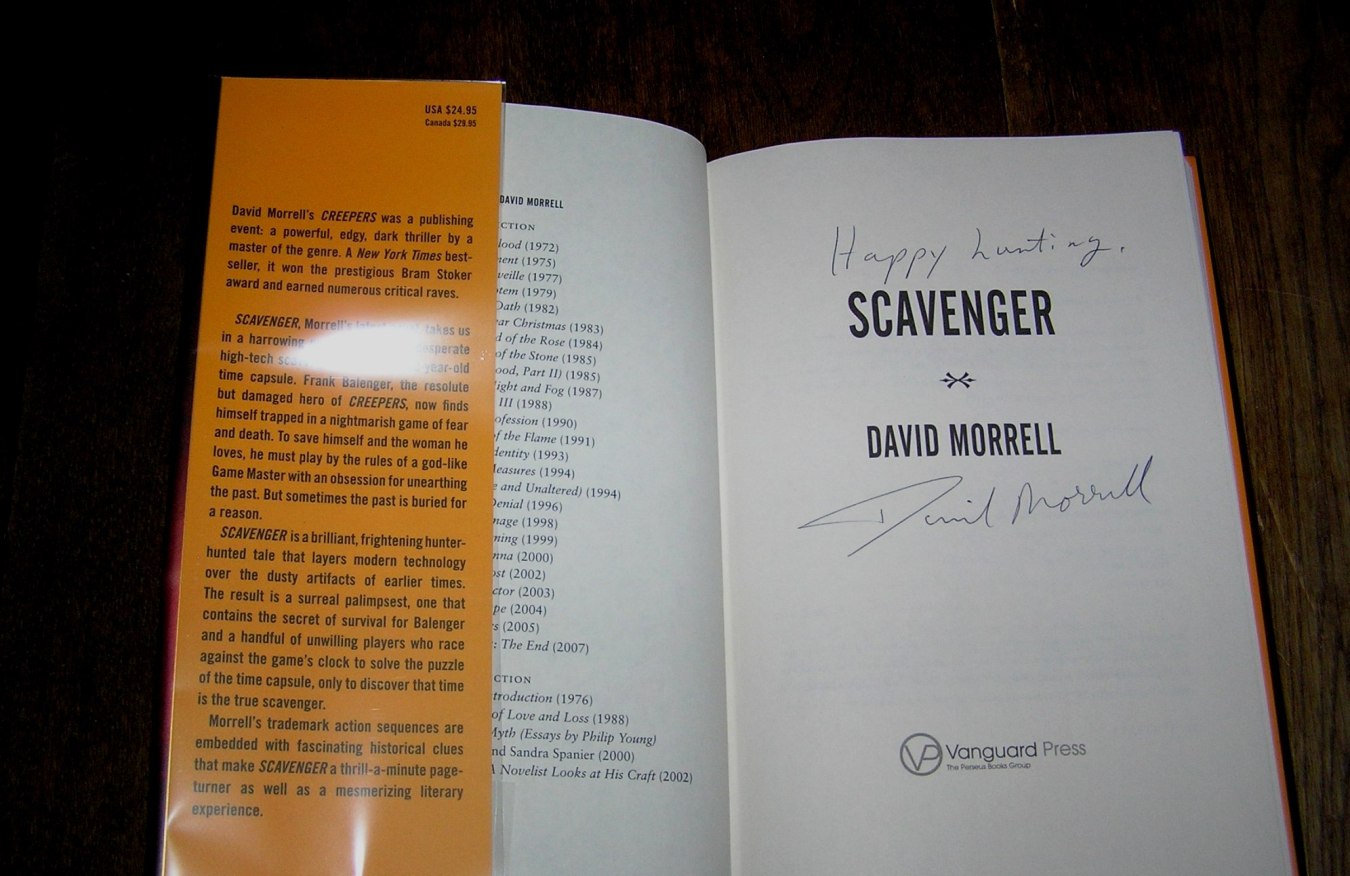 USA $24.95
Canada $28.95
David Morrell's CREEPERS was a publishing
event: a powerful, edgy, dark thriller by a
master of the genre. A New York Times best-
seller, it won the prestigious Bram Stoker
award and earned numerous critical raves.
SCAVENGER, Morrell's takes us
in a harrowing
high-tech
time capsule. Frank Balenger, the resolute
but damaged hero of CREEPERS, now finds
himself trapped in a nightmarish game of fear
and death. To save himself and the woman he
loves, he must play by the rules of a god-like
Game Master with an obsession for unearthing
the past. But sometimes the past is buried for
a reason.
SCAVENGER is a brilliant, frightening hunter-
hunted tale that layers modern technology
over the dusty artifacts of earlier times.
The result is a surreal palimpsest, one that
contains the secret of survival for Balenger
and a handful of unwilling players who race
against the game's clock to solve the puzzle
of the time capsule, only to discover that time
is the true scavenger.
Morrell's trademark action sequences are
embedded with fascinating historical clues
that make SCAVENGER a thrill-a-minute page-
turner as well as a mesmerizing literary
experience.
DAVID MORRELL
CTION
lood (1972)
ent (1975)
veille (1977)
tem (1979)
Oath (1982)
ar Christmas (1983)
d of the Rose (1984)
of the Stone (1985)
ood, Part II) (1985)
ight and Fog (1987)
III (1988)
ofession (1990)
f the Flame (1991)
dentity (1993)
easures (1994)
e and Unaltered) (1994)
Denial (1996)
nage (1998)
ning (1999)
nna (2000)
ost (2002)
ctor (2003)
pe (2004)
s (2005)
: The End (2007)
CTION
troduction (1976)
of Love and Loss (1988)
Myth (Essays by Philip Young)
nd Sandra Spanier (2000)
A Novelist Looks at His Craft (2002)
Happy hunting.
SCAVENGER
DAVID MORRELL
David Morrell
VP Vanguard Press
The Perseus Books Group